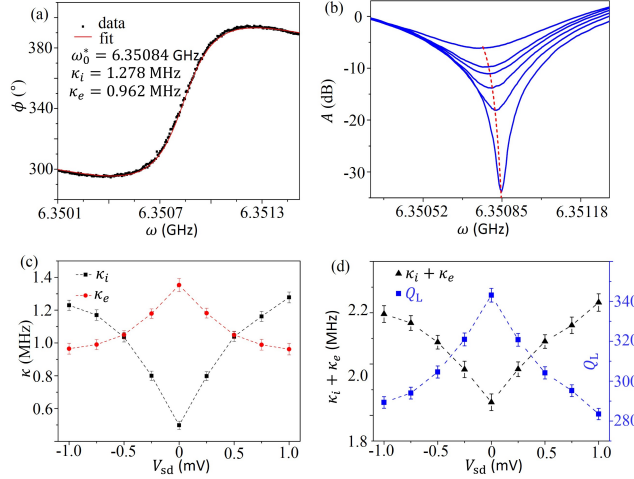 (a)
data
fit
ω₀* = 6.35084 GHz
κᵢ = 1.278 MHz
κₑ = 0.962 MHz
390
360
330
300
ϕ (°)
6.3501
6.3507
6.3513
ω (GHz)
(b)
0
-10
-20
-30
A (dB)
6.35052
6.35085
6.35118
ω (GHz)
(c)
κᵢ
κₑ
1.4
1.2
1.0
0.8
0.6
κ (MHz)
-1.0
-0.5
0
0.5
1.0
Vsd (mV)
(d)
κᵢ + κₑ
QL
2.2
2.0
1.8
κᵢ + κₑ (MHz)
340
320
300
280
QL
-1.0
-0.5
0
0.5
1.0
Vsd (mV)